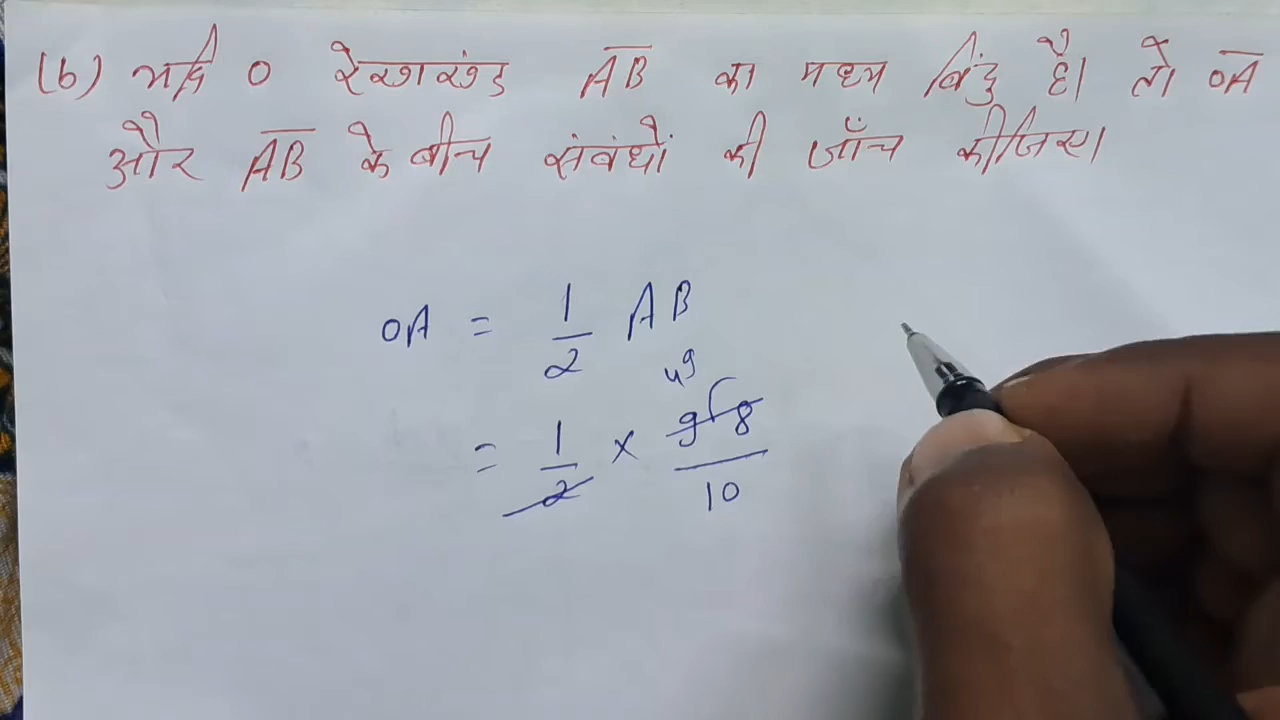 (b) यदि O रेखाखंड AB का मध्य बिंदु है। तो OA
और AB के बीच संबंधों की जाँच कीजिए।
OA = 1/2 AB
49
= 1/2 × 98/10